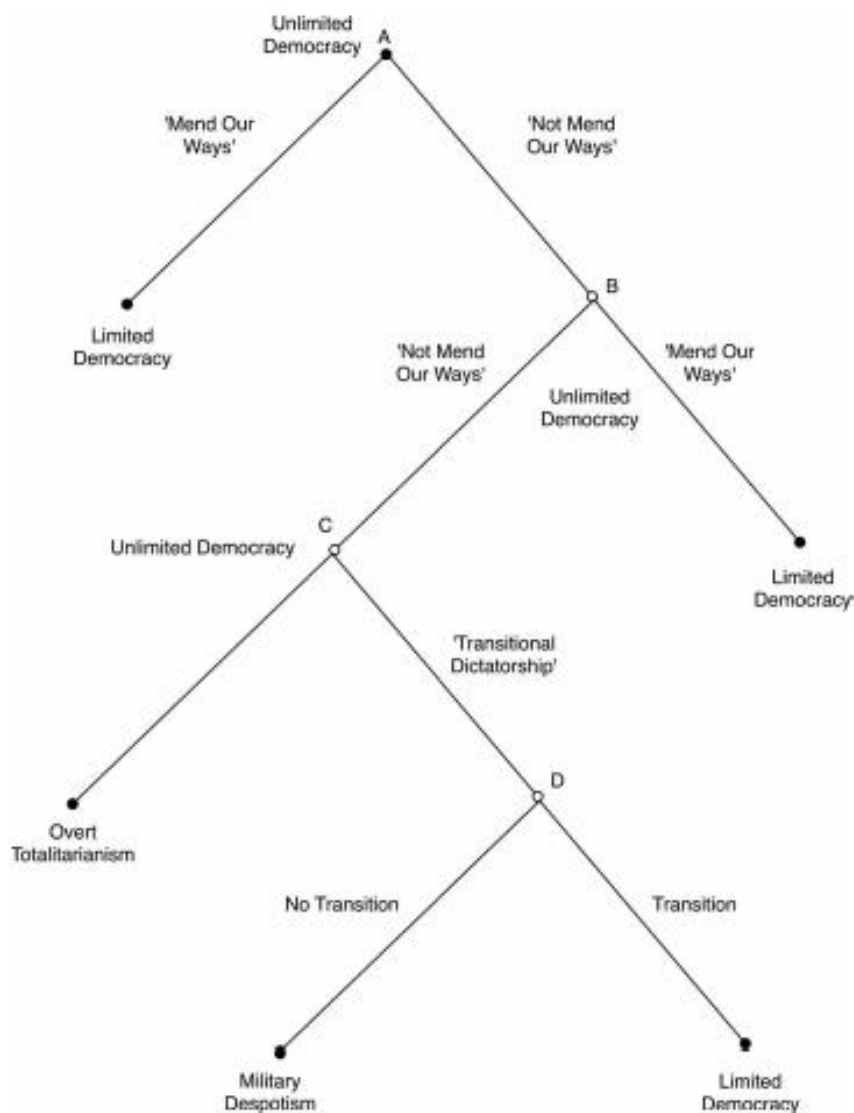 Unlimited
Democracy
A
'Mend Our
Ways'
'Not Mend
Our Ways'
B
Limited
Democracy
'Not Mend
Our Ways'
'Mend Our
Ways'
Unlimited
Democracy
C
Unlimited Democracy
Limited
Democracy'
'Transitional
Dictatorship'
D
Overt
Totalitarianism
No Transition
Transition
Military
Despotism
Limited
Democracy